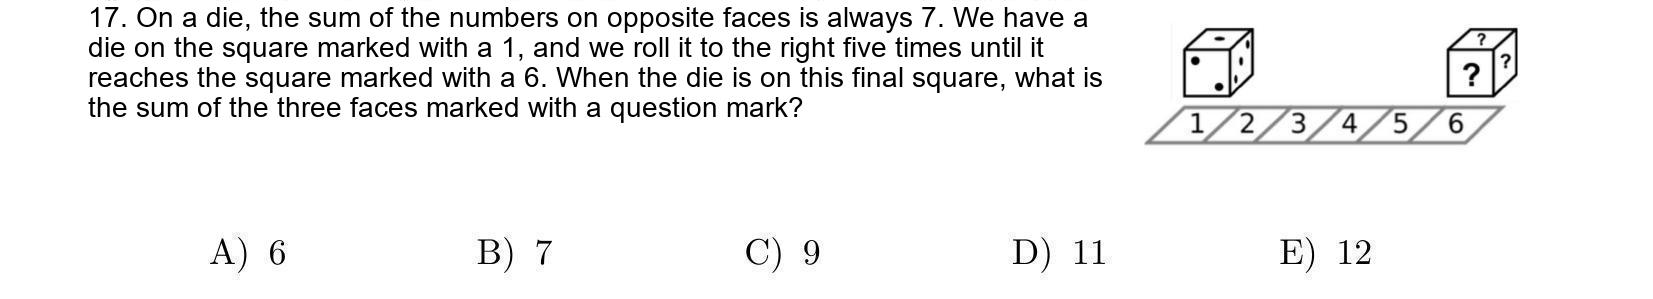 17. On a die, the sum of the numbers on opposite faces is always 7. We have a
die on the square marked with a 1, and we roll it to the right five times until it
reaches the square marked with a 6. When the die is on this final square, what is
the sum of the three faces marked with a question mark?
?
? ?
1 2 3 4 5 6
A) 6 B) 7 C) 9 D) 11 E) 12